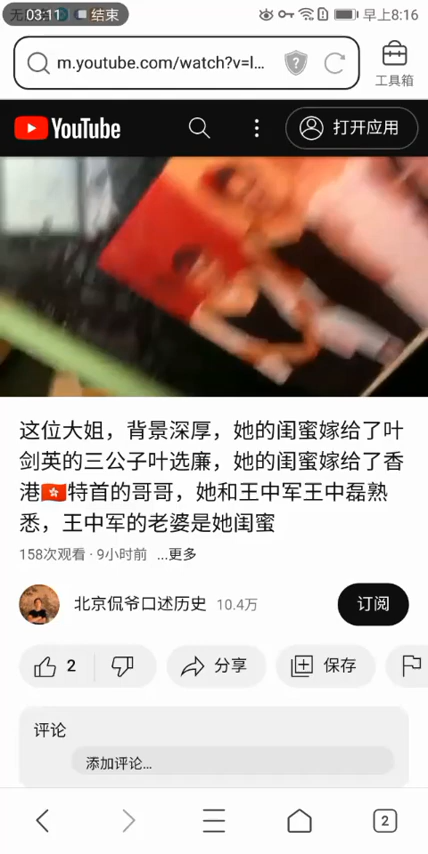 03:11 结束 早上8:16
m.youtube.com/watch?v=l...
工具箱
YouTube
打开应用
这位大姐，背景深厚，她的闺蜜嫁给了叶
剑英的三公子叶选廉，她的闺蜜嫁给了香
港🇭🇰特首的哥哥，她和王中军王中磊熟
悉，王中军的老婆是她闺蜜
158次观看 · 9小时前 ...更多
北京侃爷口述历史 10.4万
订阅
2
分享
保存
评论
添加评论...
2